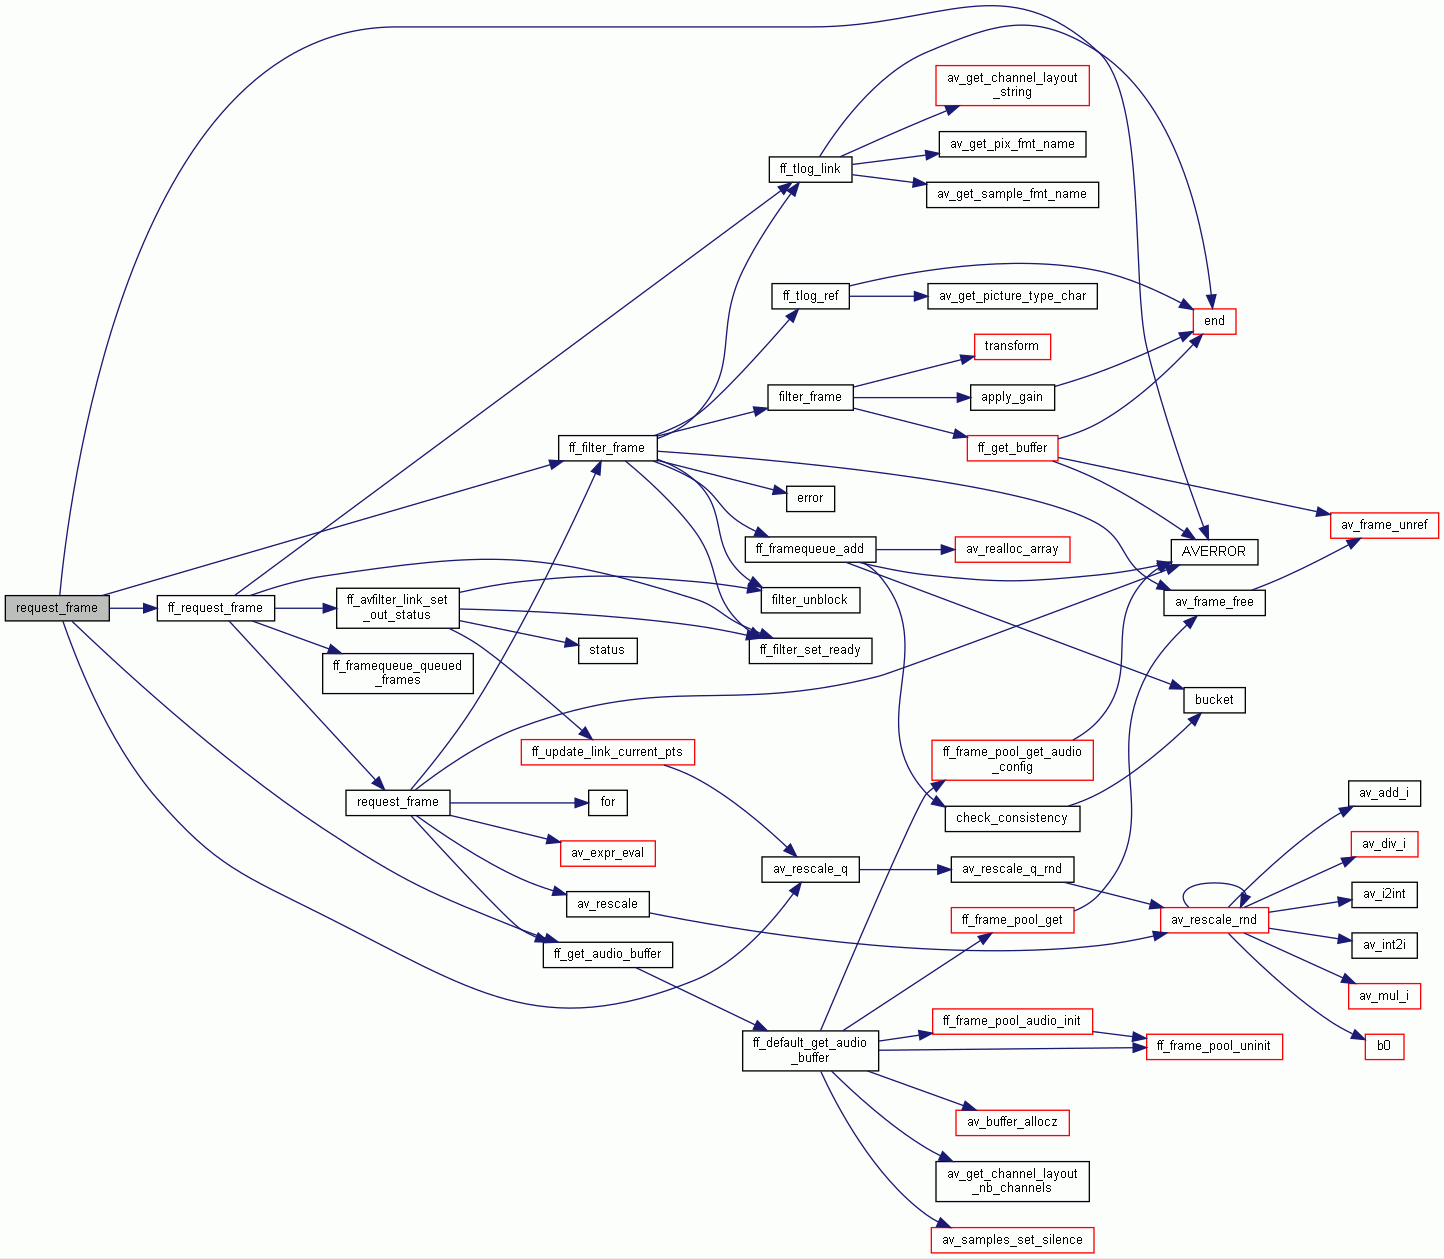 av_get_channel_layout
_string
av_get_pix_fmt_name
ff_tlog_link
av_get_sample_fmt_name
ff_tlog_ref
av_get_picture_type_char
end
transform
filter_frame
apply_gain
ff_filter_frame
ff_get_buffer
error
av_frame_unref
ff_framequeue_add
av_realloc_array
AVERROR
request_frame
ff_request_frame
ff_avfilter_link_set
_out_status
filter_unblock
av_frame_free
status
ff_filter_set_ready
ff_framequeue_queued
_frames
bucket
ff_update_link_current_pts
ff_frame_pool_get_audio
_config
request_frame
for
check_consistency
av_add_i
av_expr_eval
av_div_i
av_rescale_q
av_rescale_q_rnd
av_i2int
av_rescale
ff_frame_pool_get
av_rescale_rnd
av_int2i
ff_get_audio_buffer
av_mul_i
ff_default_get_audio
_buffer
ff_frame_pool_audio_init
ff_frame_pool_uninit
b0
av_buffer_allocz
av_get_channel_layout
_nb_channels
av_samples_set_silence